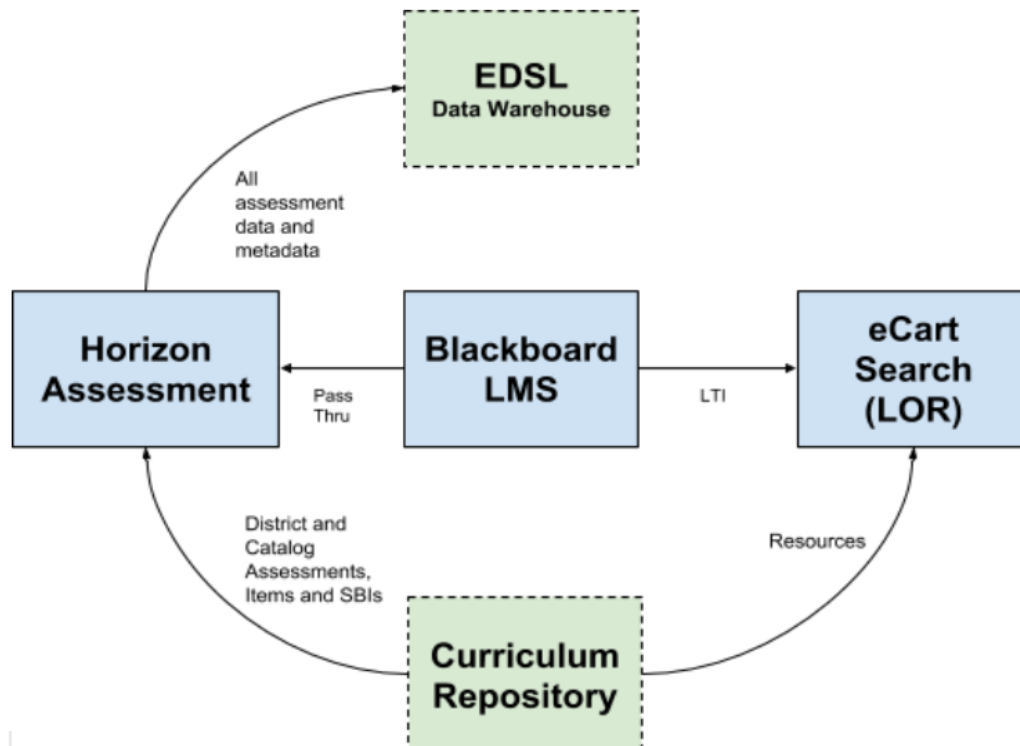 EDSL
Data Warehouse
All
assessment
data and
metadata
Horizon
Assessment
Pass
Thru
Blackboard
LMS
LTI
eCart
Search
(LOR)
District and
Catalog
Assessments,
Items and SBIs
Resources
Curriculum
Repository